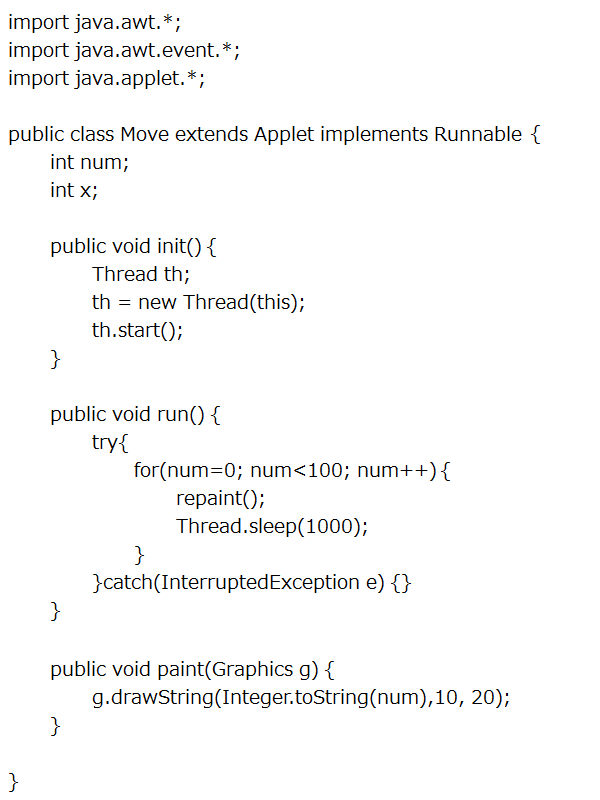 import java.awt.*;
import java.awt.event.*;
import java.applet.*;

public class Move extends Applet implements Runnable {
    int num;
    int x;

    public void init() {
        Thread th;
        th = new Thread(this);
        th.start();
    }

    public void run() {
        try{
            for(num=0; num<100; num++) {
                repaint();
                Thread.sleep(1000);
            }
        }catch(InterruptedException e) {}
    }

    public void paint(Graphics g) {
        g.drawString(Integer.toString(num),10, 20);
    }

}